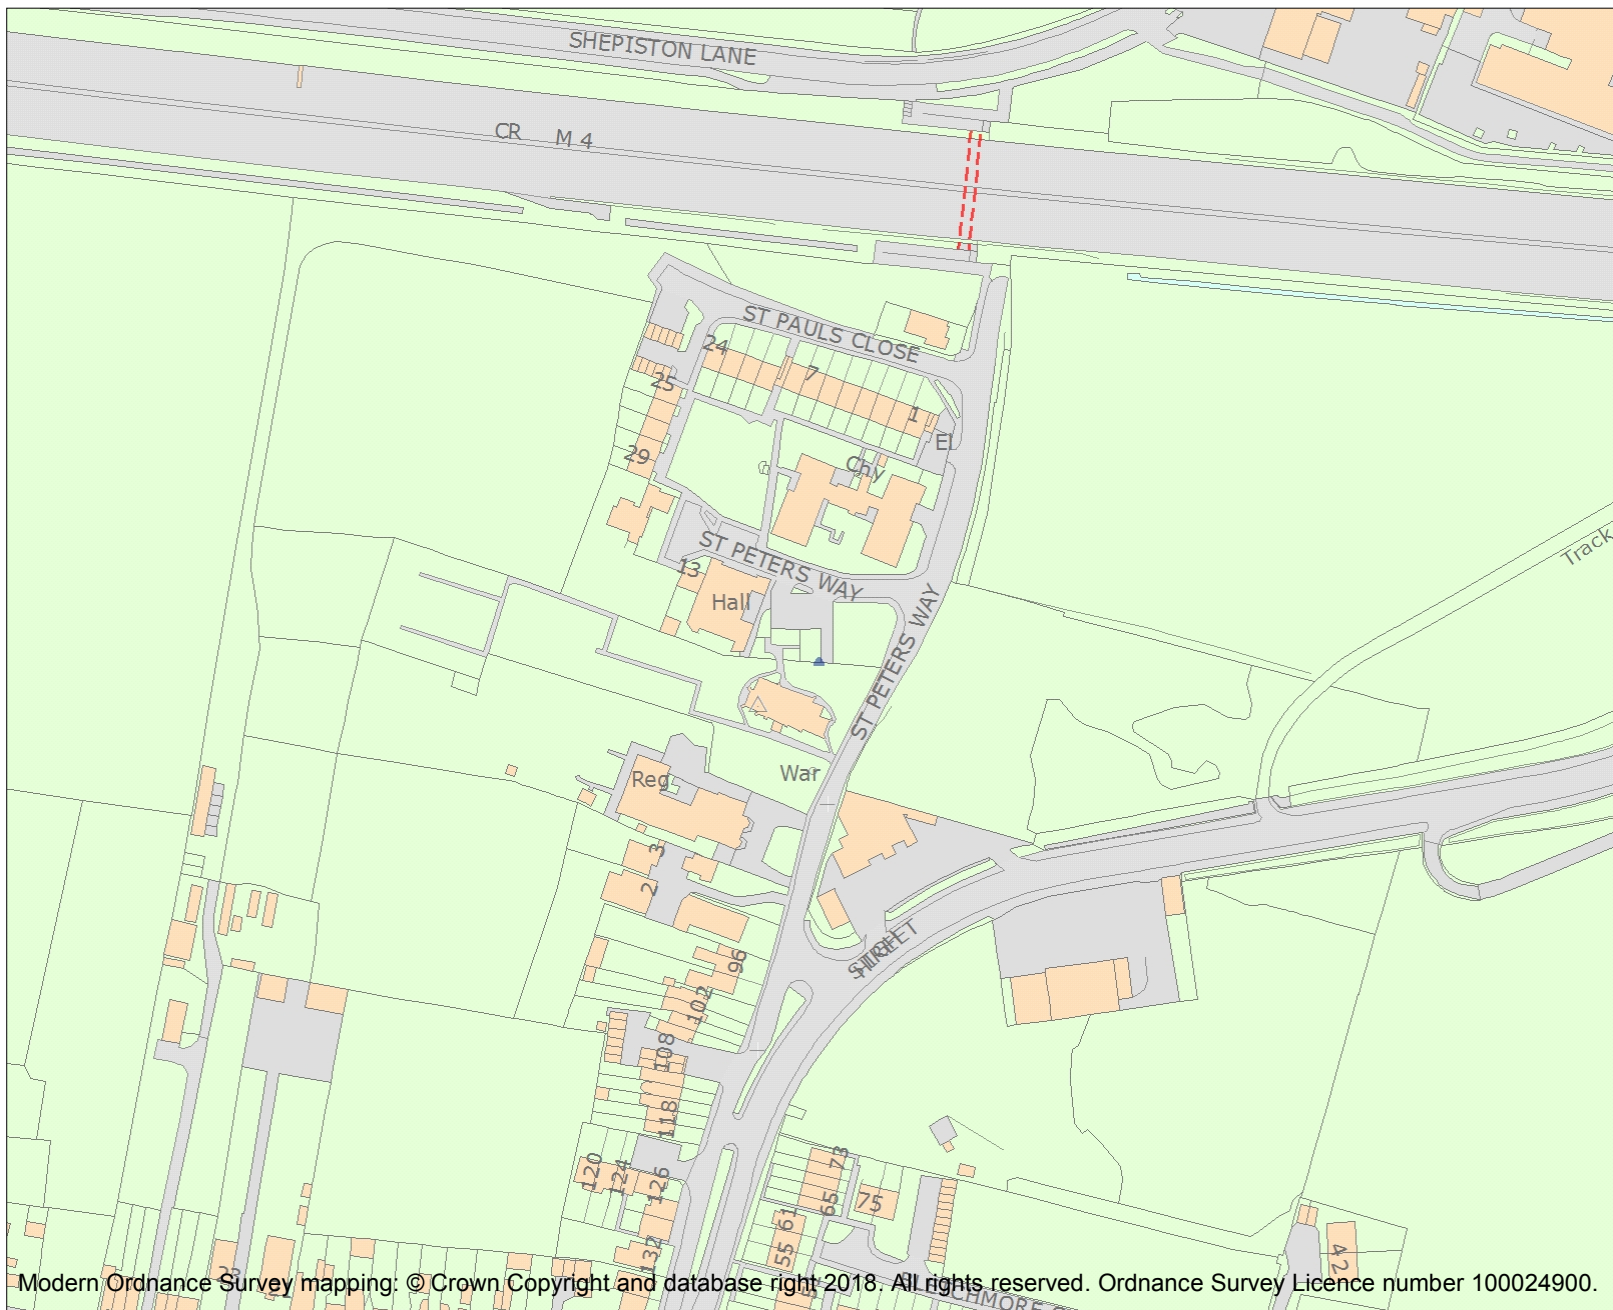 SHEPISTON LANE
CR M 4
ST PAULS CLOSE
24
7
25
1
El
29
Chy
ST PETERS WAY
13
Hall
Track
ST PETERS WAY
War
Reg
3
2
HIGH
STREET
96
102
108
118
120
124
126
132
73
65
75
61
55
42
Modern Ordnance Survey mapping: © Crown Copyright and database right 2018. All rights reserved. Ordnance Survey Licence number 100024900.